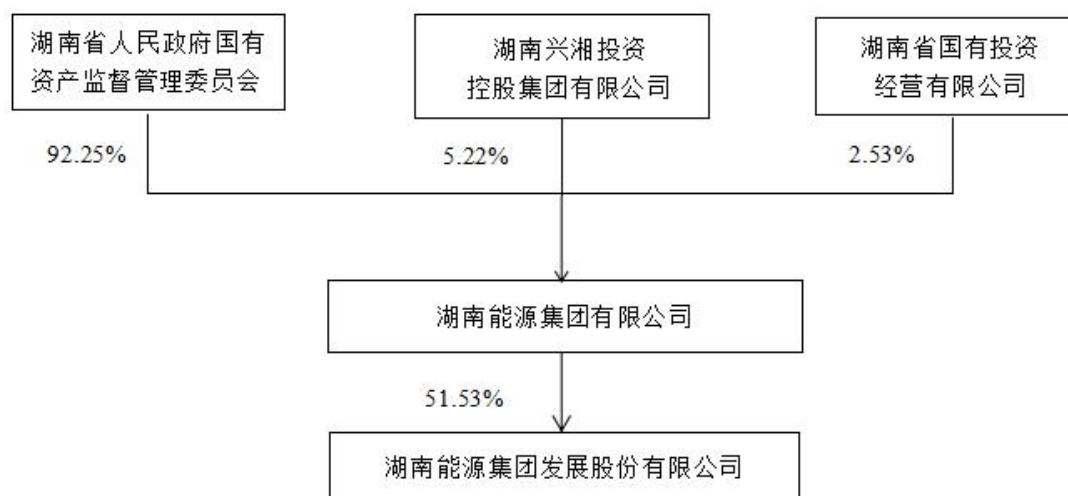 湖南省人民政府国有
资产监督管理委员会
湖南兴湘投资
控股集团有限公司
湖南省国有投资
经营有限公司
92.25%
5.22%
2.53%
湖南能源集团有限公司
51.53%
湖南能源集团发展股份有限公司